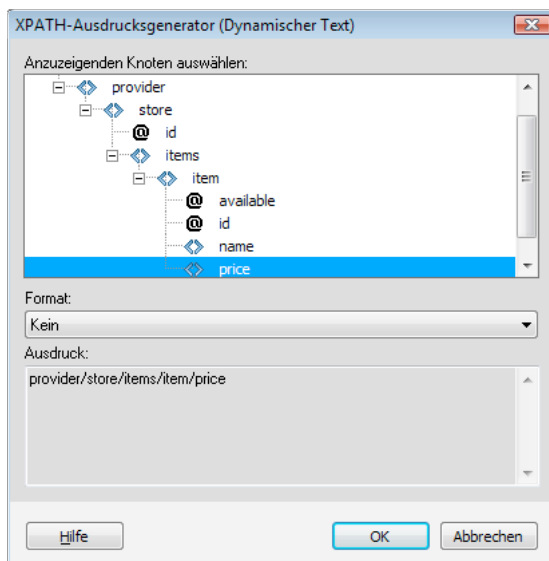 XPATH-Ausdrucksgenerator (Dynamischer Text)
Anzuzeigenden Knoten auswählen:
provider
store
@ id
items
item
@ available
@ id
name
price
Format:
Kein
Ausdruck:
provider/store/items/item/price
Hilfe OK Abbrechen